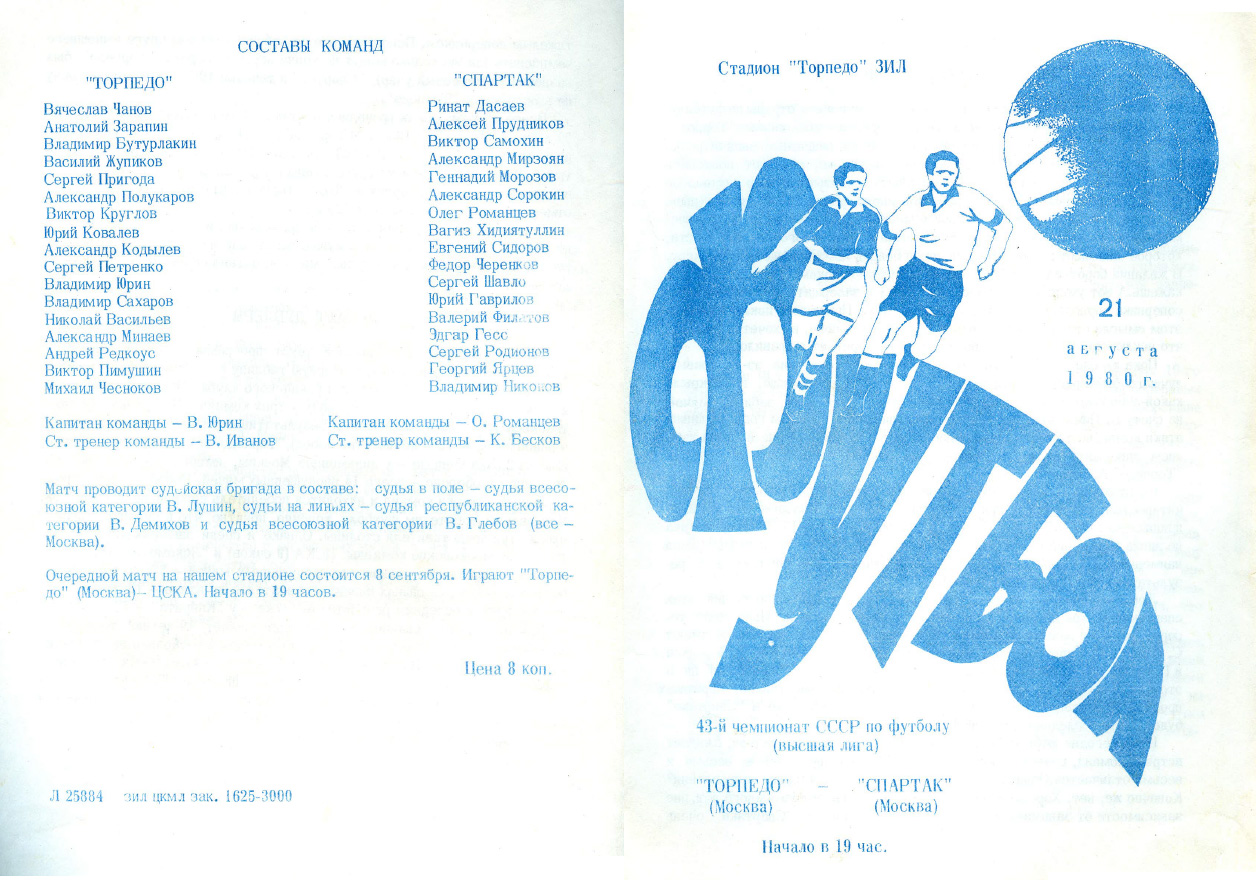 СОСТАВЫ КОМАНД
"ТОРПЕДО"
Вячеслав Чанов
Анатолий Зарапин
Владимир Бутурлакин
Василий Жупиков
Сергей Пригода
Александр Полукаров
Виктор Круглов
Юрий Ковалев
Александр Кодылев
Сергей Петренко
Владимир Юрин
Владимир Сахаров
Николай Васильев
Александр Минаев
Андрей Редкоус
Виктор Пимушин
Михаил Чесноков
"СПАРТАК"
Ринат Дасаев
Алексей Прудников
Виктор Самохин
Александр Мирзоян
Геннадий Морозов
Александр Сорокин
Олег Романцев
Вагиз Хидиятуллин
Евгений Сидоров
Федор Черенков
Сергей Шавло
Юрий Гаврилов
Валерий Филатов
Эдгар Гесс
Сергей Родионов
Георгий Ярцев
Владимир Никонов
Капитан команды – В. Юрин
Ст. тренер команды – В. Иванов
Капитан команды – О. Романцев
Ст. тренер команды – К. Бесков
Матч проводит судейская бригада в составе: судья в поле – судья всесо-
юзной категории В. Лушин, судьи на линиях – судья республиканской ка-
тегории В. Демихов и судья всесоюзной категории В. Глебов (все –
Москва).
Очередной матч на нашем стадионе состоится 8 сентября. Играют "Торпе-
до" (Москва)– ЦСКА. Начало в 19 часов.
Цена 8 коп.
Л 25884 зил цкмл зак. 1625-3000
Стадион "Торпедо" ЗИЛ
21
августа
1980г.
ФУТБОЛ
43-й чемпионат СССР по футболу
(высшая лига)
"ТОРПЕДО" – "СПАРТАК"
(Москва) (Москва)
Начало в 19 час.